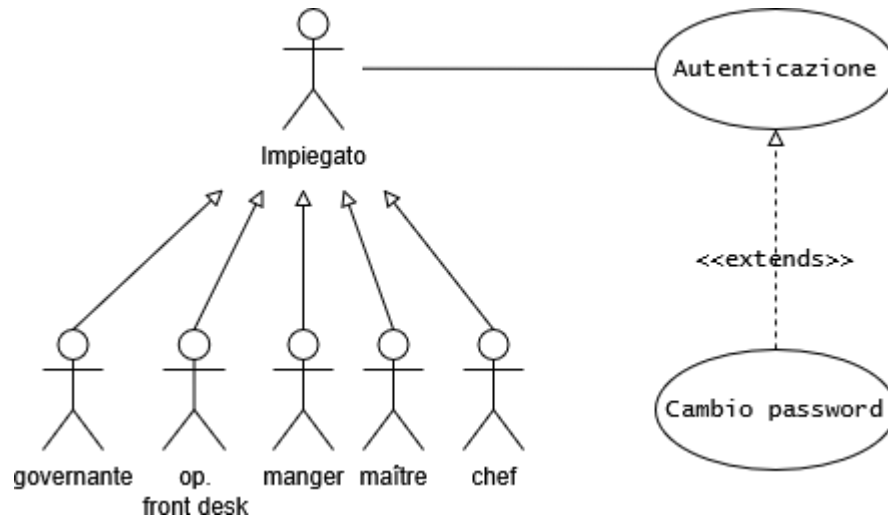 Autenticazione
Impiegato
<<extends>>
Cambio password
governante
op.
front desk
manger
maître
chef